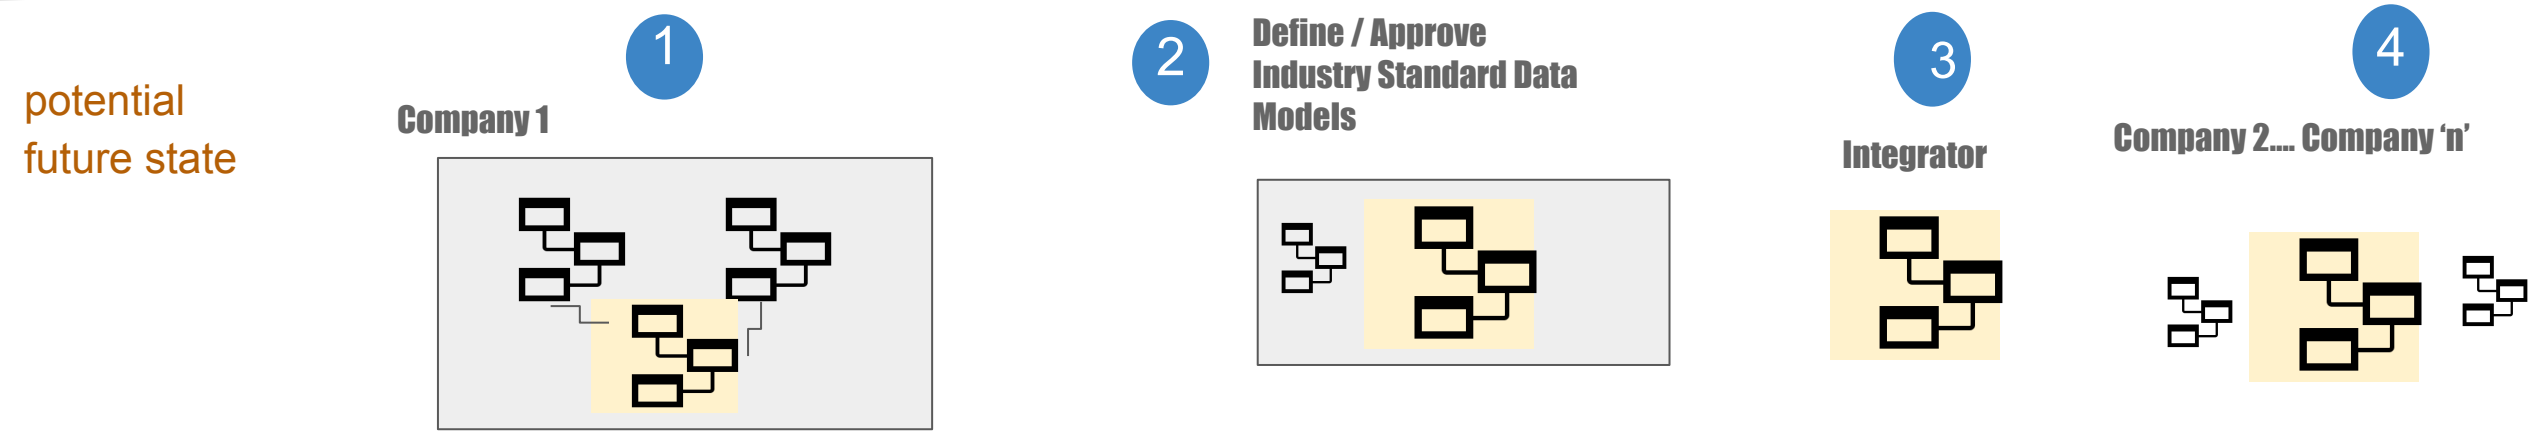 potential
future state
1
Company 1
2
Define / Approve
Industry Standard Data
Models
3
Integrator
4
Company 2.... Company ‘n’